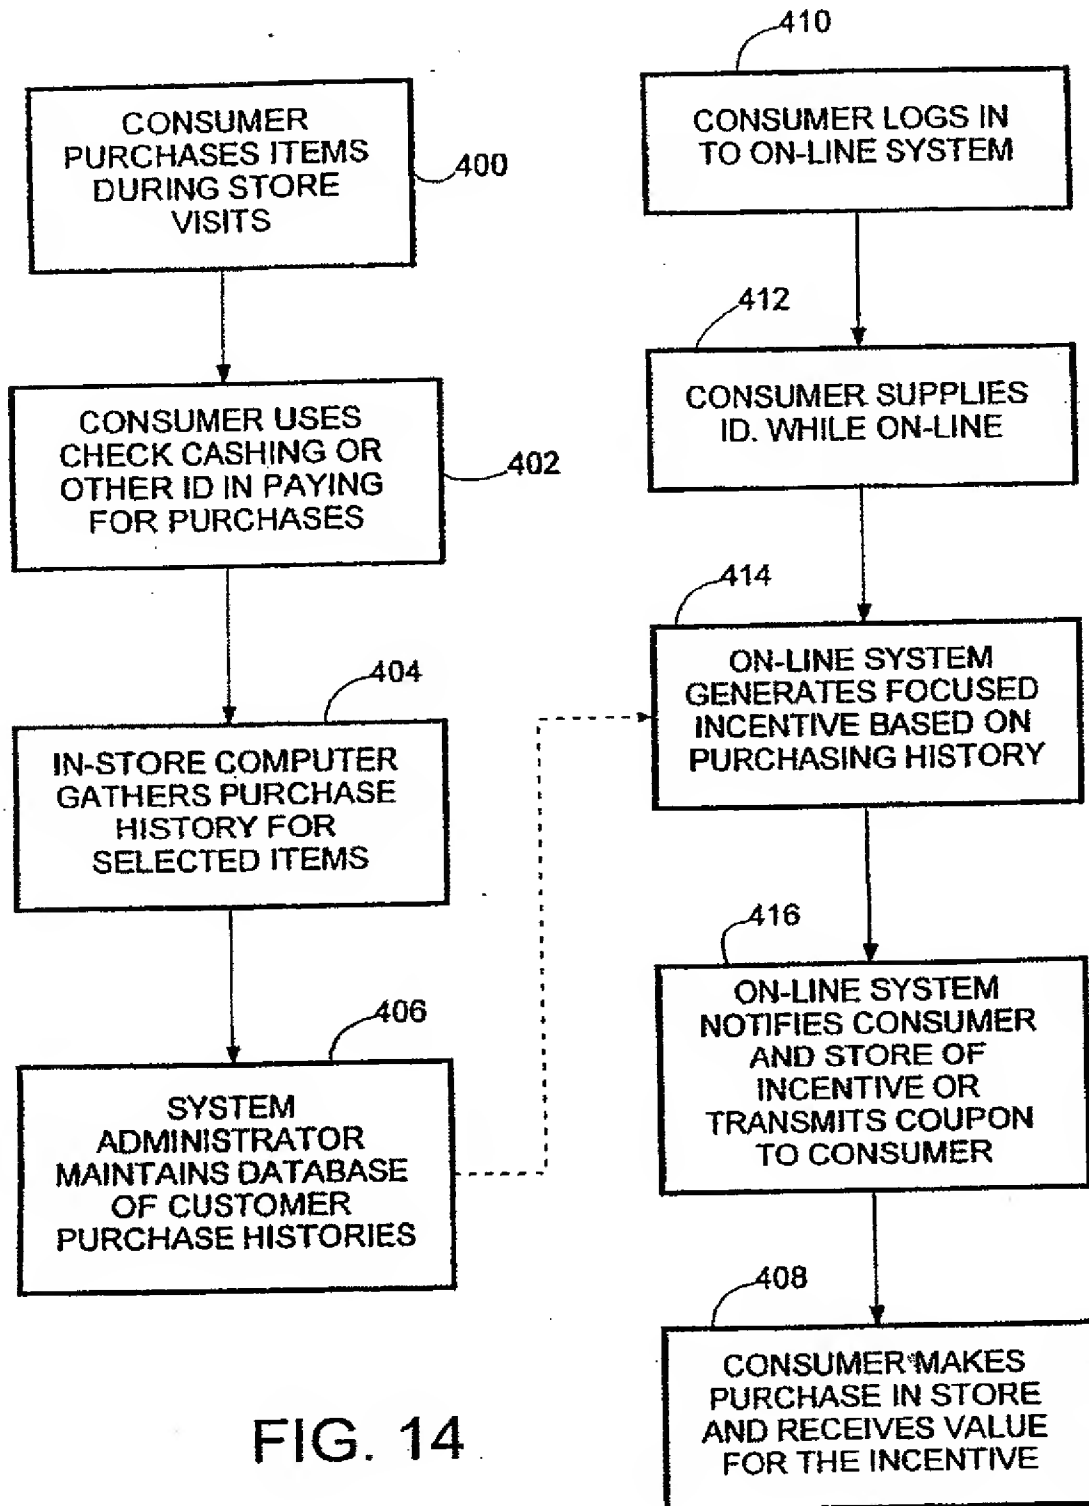 CONSUMER
PURCHASES ITEMS
DURING STORE
VISITS
400
CONSUMER USES
CHECK CASHING OR
OTHER ID IN PAYING
FOR PURCHASES
402
404
IN-STORE COMPUTER
GATHERS PURCHASE
HISTORY FOR
SELECTED ITEMS
406
SYSTEM
ADMINISTRATOR
MAINTAINS DATABASE
OF CUSTOMER
PURCHASE HISTORIES
410
CONSUMER LOGS IN
TO ON-LINE SYSTEM
412
CONSUMER SUPPLIES
ID. WHILE ON-LINE
414
ON-LINE SYSTEM
GENERATES FOCUSED
INCENTIVE BASED ON
PURCHASING HISTORY
416
ON-LINE SYSTEM
NOTIFIES CONSUMER
AND STORE OF
INCENTIVE OR
TRANSMITS COUPON
TO CONSUMER
408
CONSUMER MAKES
PURCHASE IN STORE
AND RECEIVES VALUE
FOR THE INCENTIVE
FIG. 14